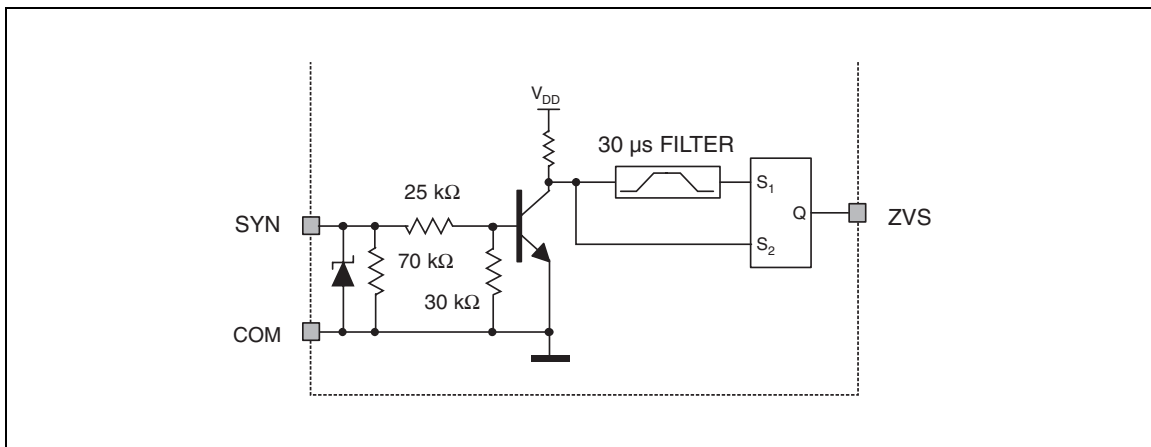 V_DD
30 µs FILTER
25 kΩ
S₁
SYN
Q
ZVS
S₂
70 kΩ
30 kΩ
COM